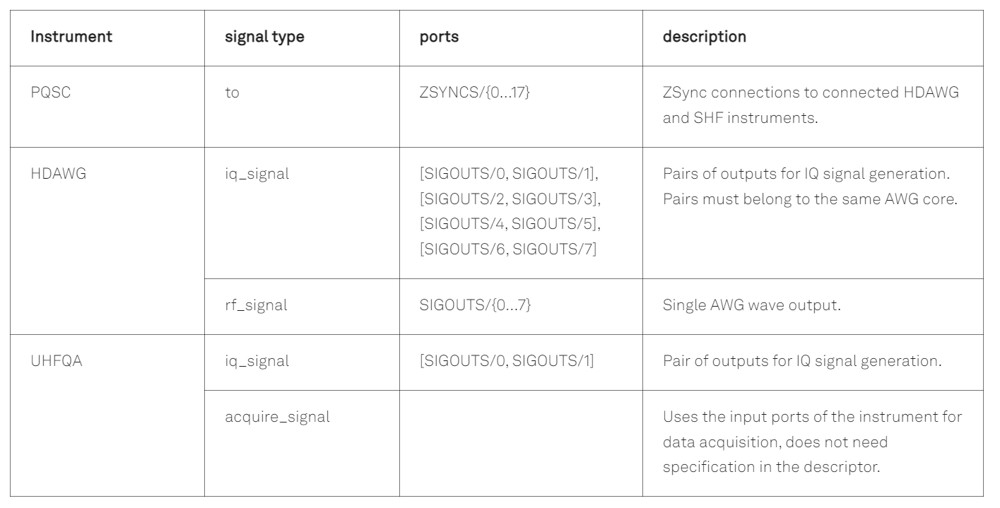 Instrument signal type ports description
PQSC to ZSYNCS/{0...17} ZSync connections to connected HDAWG
and SHF instruments.
HDAWG iq_signal [SIGOUTS/0, SIGOUTS/1], Pairs of outputs for IQ signal generation.
[SIGOUTS/2, SIGOUTS/3], Pairs must belong to the same AWG core.
[SIGOUTS/4, SIGOUTS/5],
[SIGOUTS/6, SIGOUTS/7]
rf_signal SIGOUTS/{0...7} Single AWG wave output.
UHFQA iq_signal [SIGOUTS/0, SIGOUTS/1] Pair of outputs for IQ signal generation.
acquire_signal Uses the input ports of the instrument for
data acquisition, does not need
specification in the descriptor.